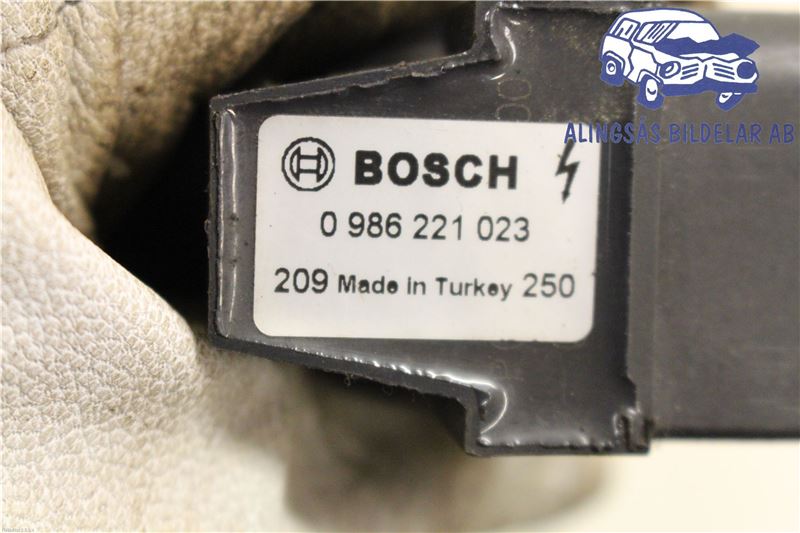 ALINGSÅS BILDELAR AB
BOSCH
0 986 221 023
209 Made in Turkey 250